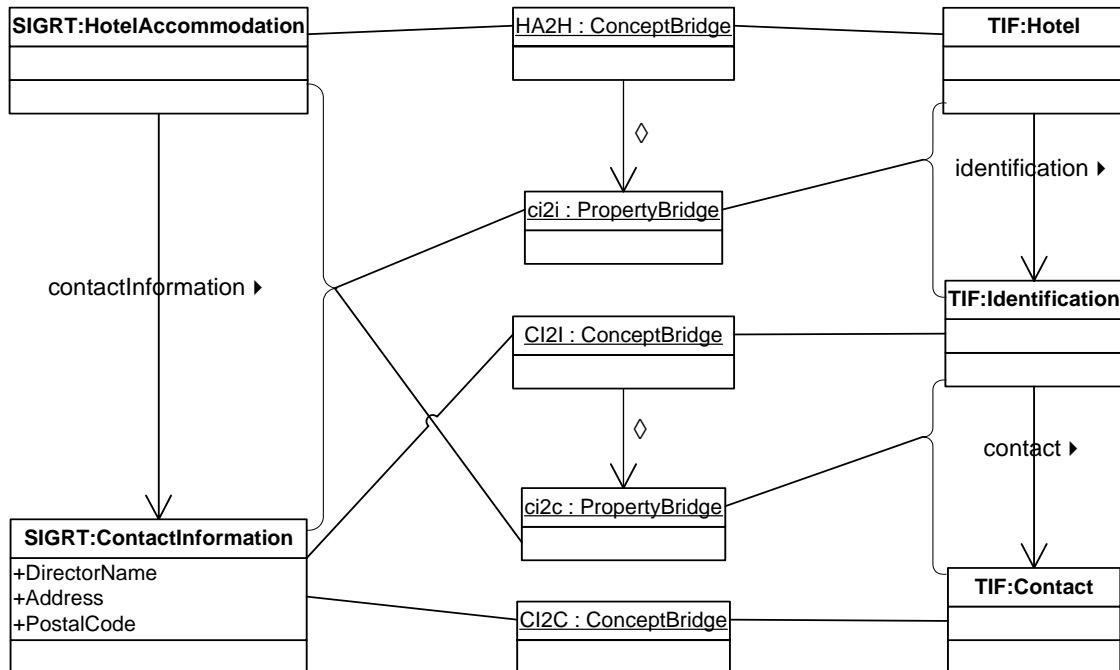 SIGRT:HotelAccommodation
HA2H : ConceptBridge
TIF:Hotel
◊
identification ▸
ci2i : PropertyBridge
contactInformation ▸
TIF:Identification
CI2I : ConceptBridge
◊
contact ▸
ci2c : PropertyBridge
SIGRT:ContactInformation
+DirectorName
+Address
+PostalCode
TIF:Contact
CI2C : ConceptBridge